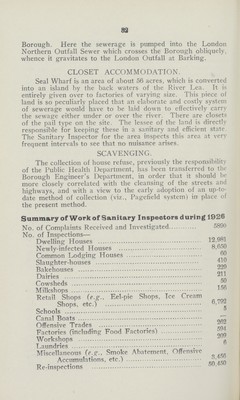 82
Borough. Here the sewerage is pumped into the London
Northern Outfall Sewer which crosses the Borough obliquely,
whence it gravitates to the London Outfall at Barking.
CLOSET ACCOMMODATION.
Seal Wharf is an area of about 56 acres, which is converted
into an island by the back waters of the River Lea. It is
entirely given over to factories of varying size. This piece of
land is so peculiarly placed that an elaborate and costly system
of sewerage would have to be laid down to effectively carry
the sewage either under or over the river. There are closets
of the pail type on the site. The lessee of the land is directly
responsible for keeping these in a sanitary and efficient state.
The Sanitary Inspector for the area inspects this area at very
frequent intervals to see that no nuisance arises.
SCAVENGING.
The collection of home refuse, previously the responsibility
of the Public Health Department, has been transferred to the
Borough Engineer's Department, in order that it should be
more closely correlated with the cleansing of the streets and
highways, and with a view to the early adoption of an up-to-
date method of collection (viz., Pagefield system) in place of
the present method.
Summary of Work of Sanitary Inspectors during 1926
No. of Complaints Received and Investigated 5890
No. of Inspections—
Dwelling Houses 12,981
Newly-infected Houses 8,650
Common Lodging Houses 60
Slaughter-houses 410
Bakehouses 229
Dairies 211
Cowsheds 50
Milkshops 156
Retail Shops (e.g., Eel-pie Shops, Ice Cream
Shops, etc.) 6,792
Schools 5
Canal Boats —
Offensive Trades 902
Factories (including Food Factories) 594
Workshops 209
Laundries 6
Miscellaneous (e.g., Smoke Abatement, Offensive
Accumulations, etc.) 3,456
Re-inspections 50,450